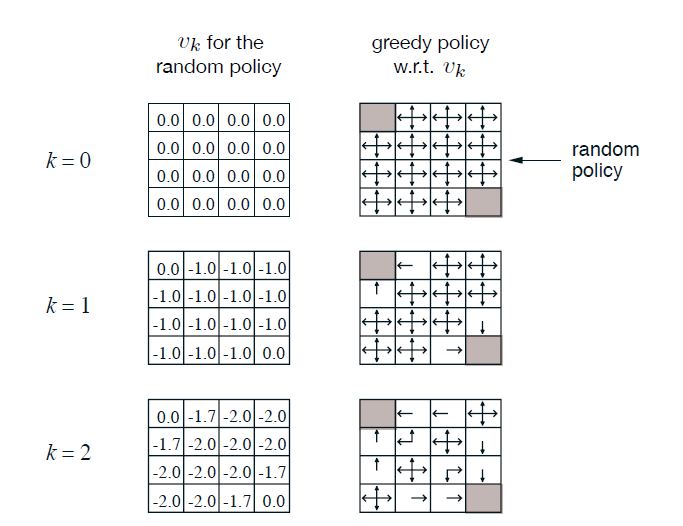 vk for the
random policy
greedy policy
w.r.t. vk
k = 0
0.0 0.0 0.0 0.0
0.0 0.0 0.0 0.0
0.0 0.0 0.0 0.0
0.0 0.0 0.0 0.0
random
policy
k = 1
0.0 -1.0 -1.0 -1.0
-1.0 -1.0 -1.0 -1.0
-1.0 -1.0 -1.0 -1.0
-1.0 -1.0 -1.0 0.0
k = 2
0.0 -1.7 -2.0 -2.0
-1.7 -2.0 -2.0 -2.0
-2.0 -2.0 -2.0 -1.7
-2.0 -2.0 -1.7 0.0